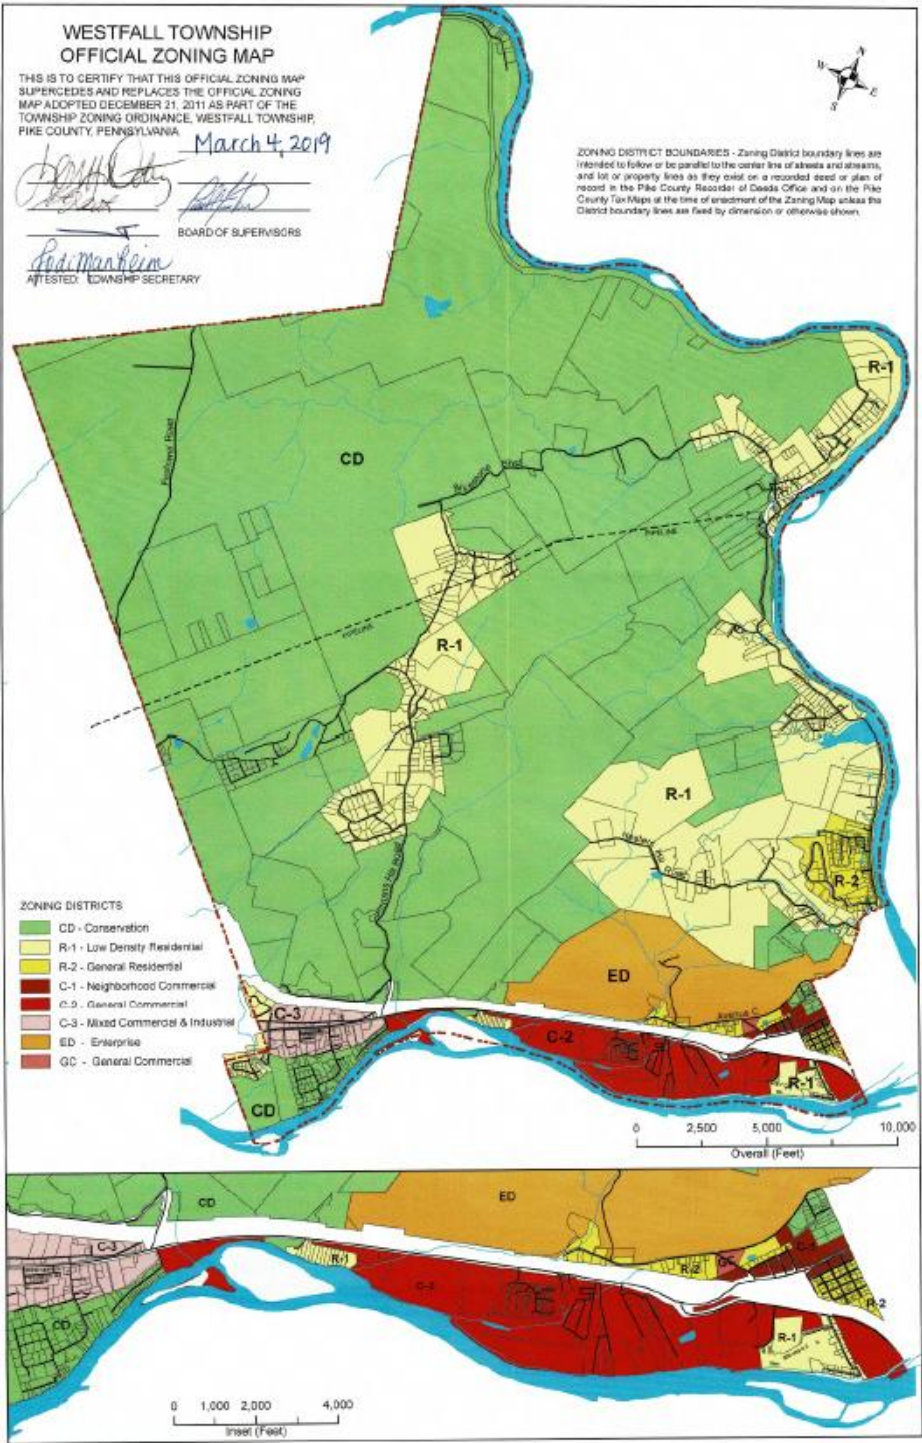 WESTFALL TOWNSHIP
OFFICIAL ZONING MAP
THIS IS TO CERTIFY THAT THIS OFFICIAL ZONING MAP
SUPERCEDES AND REPLACES THE OFFICIAL ZONING
MAP ADOPTED DECEMBER 21, 2011 AS PART OF THE
TOWNSHIP ZONING ORDINANCE, WESTFALL TOWNSHIP,
PIKE COUNTY, PENNSYLVANIA
March 4, 2019
BOARD OF SUPERVISORS
Jodi Manheim
ATTESTED: TOWNSHIP SECRETARY
N
W
E
S
ZONING DISTRICT BOUNDARIES - Zoning District boundary lines are
intended to follow or be parallel to the center line of streets and streams,
and lot or property lines as they exist on a recorded deed or plan of
record in the Pike County Recorder of Deeds Office and on the Pike
County Tax Maps at the time of enactment of the Zoning Map unless the
District boundary lines are fixed by dimension or otherwise shown.
R-1
CD
Road
PIPELINE
PIPELINE
R-1
R-1
R-2
Road
ZONING DISTRICTS
CD - Conservation
R-1 - Low Density Residential
R-2 - General Residential
C-1 - Neighborhood Commercial
C-2 - General Commercial
C-3 - Mixed Commercial & Industrial
ED - Enterprise
GC - General Commercial
ED
C-3
Avenue C
C-2
R-1
CD
0 2,500 5,000 10,000
Overall (Feet)
CD
ED
C-3
R-1
R-2
GC
C-1
C-2
R-2
CD
R-1
0 1,000 2,000 4,000
Inset (Feet)